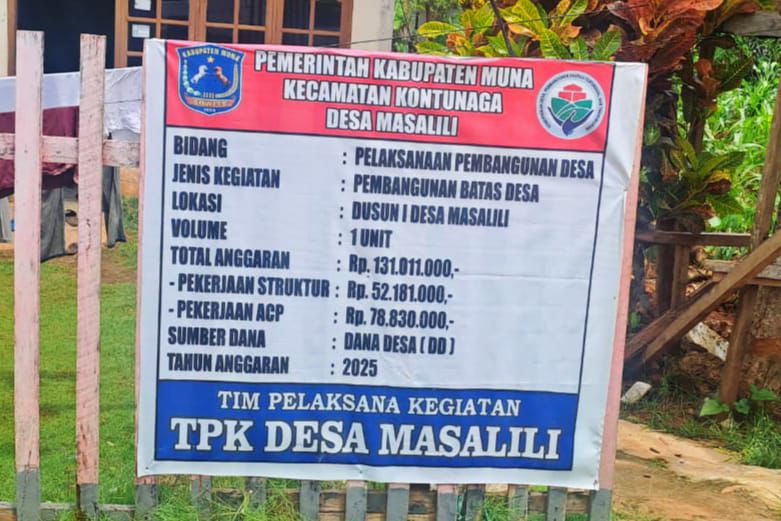 KABUPATEN MUNA
PEMERINTAH KABUPATEN MUNA
KECAMATAN KONTUNAGA
DESA MASALILI
BIDANG : PELAKSANAAN PEMBANGUNAN DESA
JENIS KEGIATAN : PEMBANGUNAN BATAS DESA
LOKASI : DUSUN I DESA MASALILI
VOLUME : 1 UNIT
TOTAL ANGGARAN : Rp. 131.011.000,-
- PEKERJAAN STRUKTUR : Rp. 52.181.000,-
- PEKERJAAN ACP : Rp. 78.830.000,-
SUMBER DANA : DANA DESA ( DD )
TAHUN ANGGARAN : 2025
TIM PELAKSANA KEGIATAN
TPK DESA MASALILI